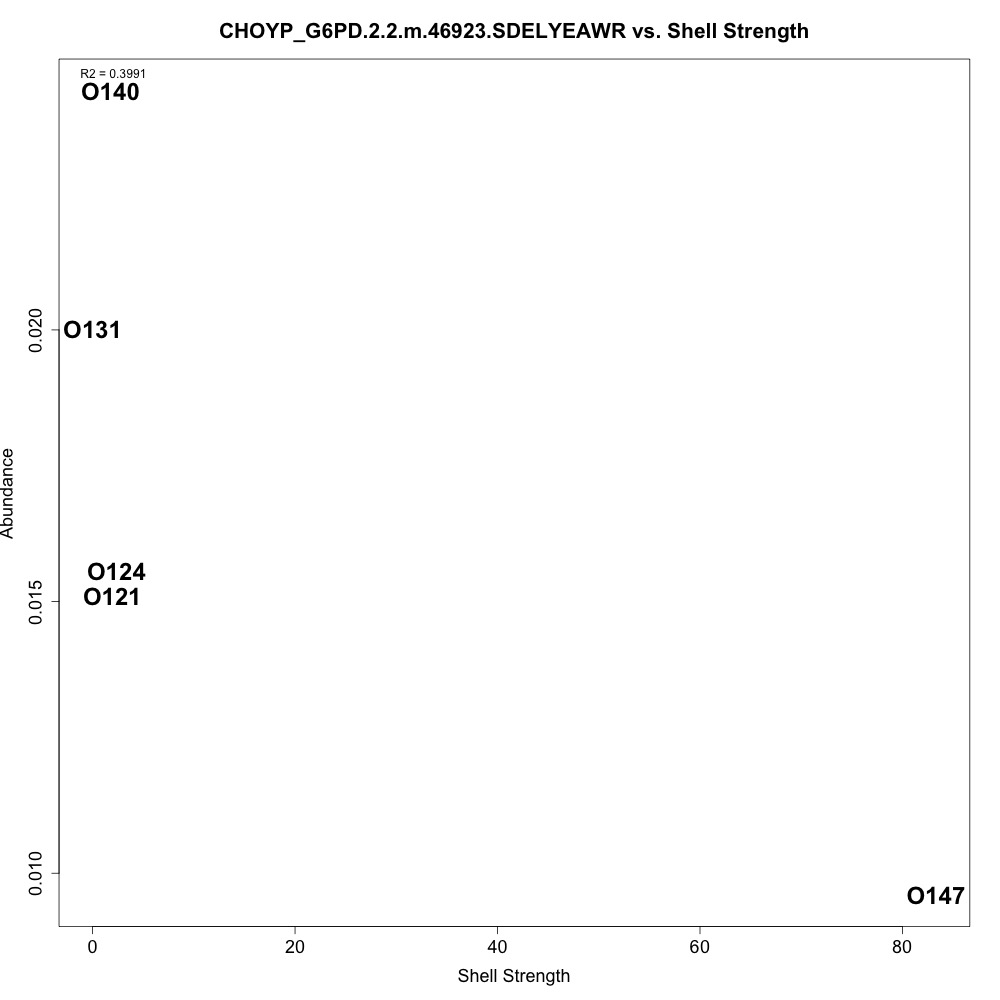 CHOYP_G6PD.2.2.m.46923.SDELYEAWR vs. Shell Strength
R2 = 0.3991
O140
0.020
O131
Abundance
O124
0.015
O121
0.010
O147
0
20
40
60
80
Shell Strength